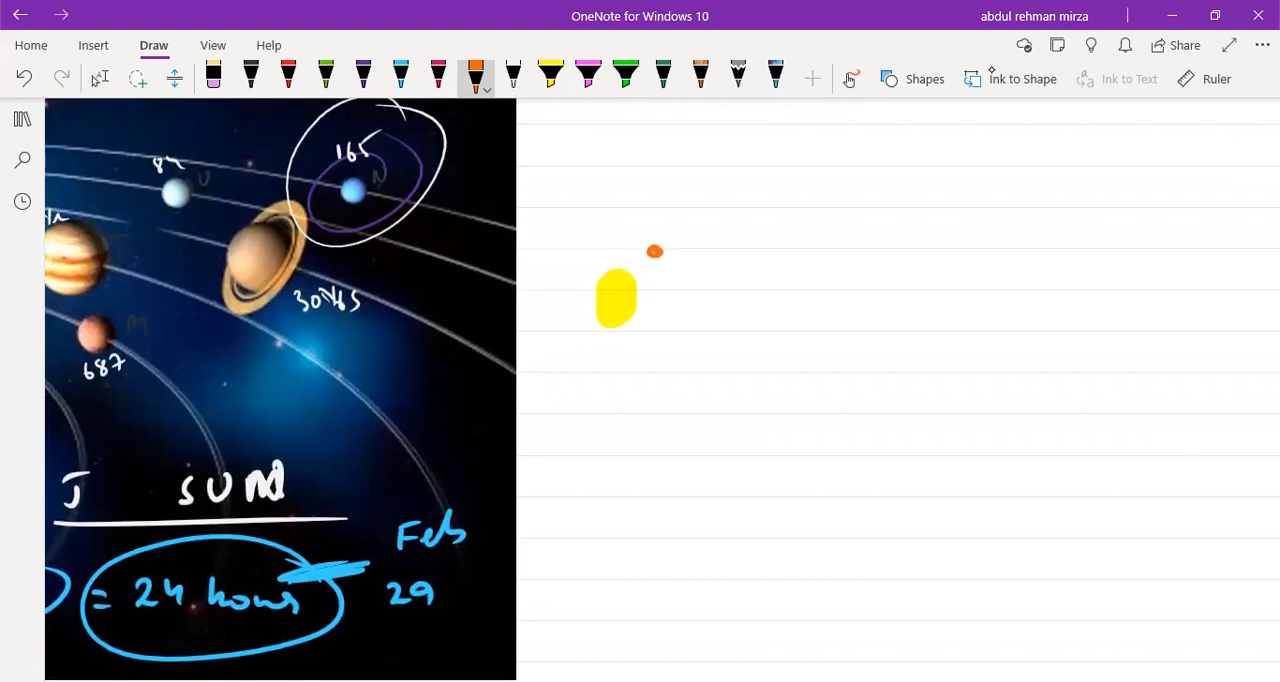 OneNote for Windows 10
abdul rehman mirza
Home Insert Draw View Help
Share
Shapes Ink to Shape Ink to Text Ruler
165
84
U
N
30
687
M
J SUN
Feb
= 24 hours
29